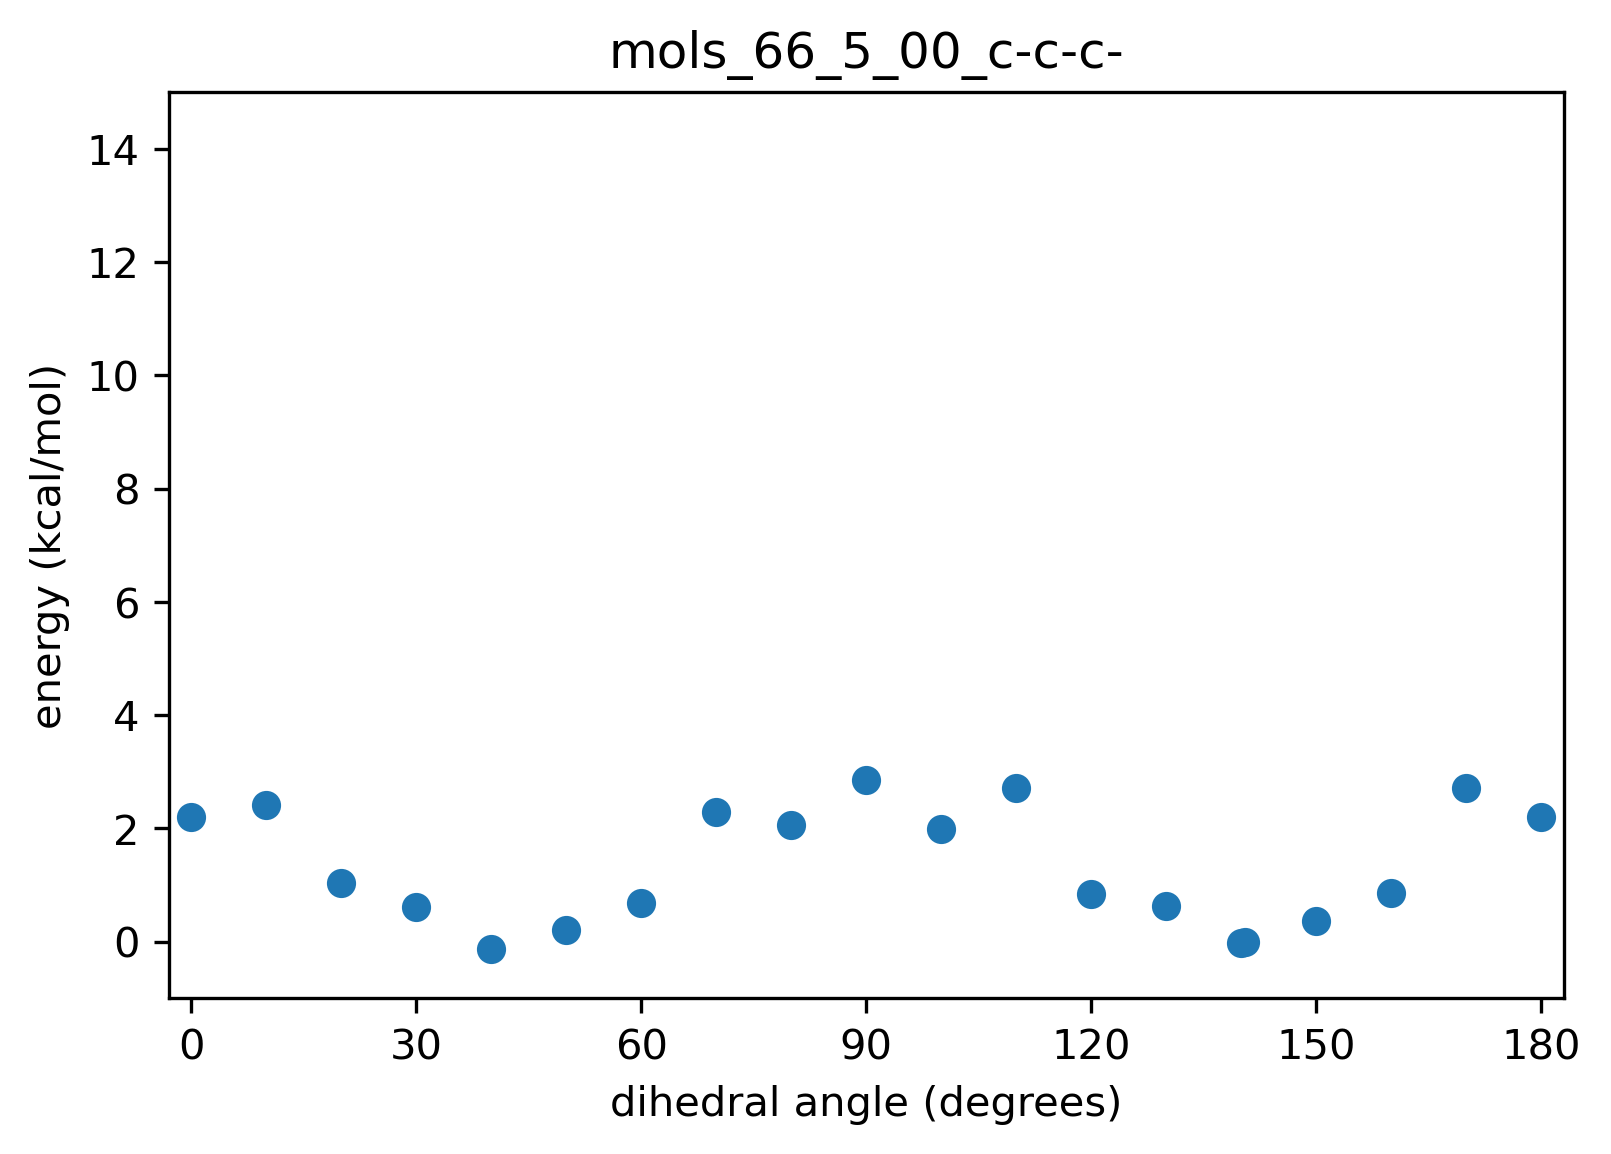 mols_66_5_00_c-c-c-
14
12
10
8
6
4
2
0
energy (kcal/mol)
0 30 60 90 120 150 180
dihedral angle (degrees)